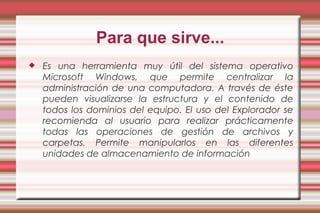 Para que sirve...
Es una herramienta muy útil del sistema operativo
Microsoft Windows, que permite centralizar la
administración de una computadora. A través de éste
pueden visualizarse la estructura y el contenido de
todos los dominios del equipo. El uso del Explorador se
recomienda al usuario para realizar prácticamente
todas las operaciones de gestión de archivos y
carpetas. Permite manipularlos en las diferentes
unidades de almacenamiento de información